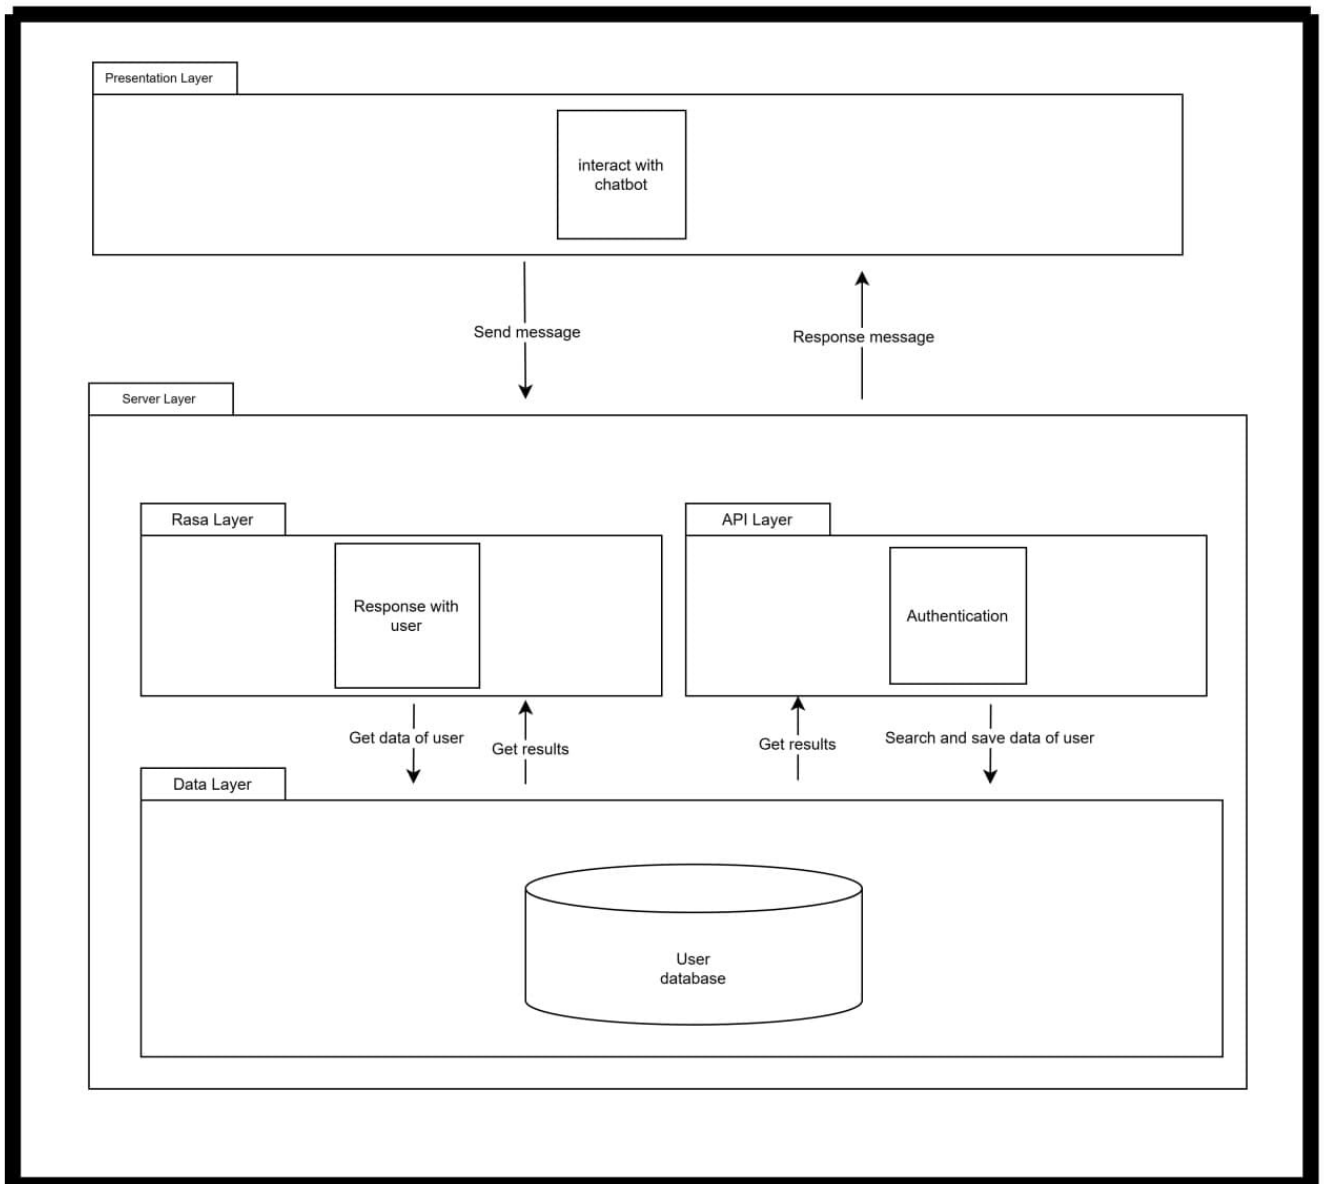 Presentation Layer
interact with
chatbot
Send message
Response message
Server Layer
Rasa Layer
API Layer
Response with
user
Authentication
Get data of user
Get results
Get results
Search and save data of user
Data Layer
User
database